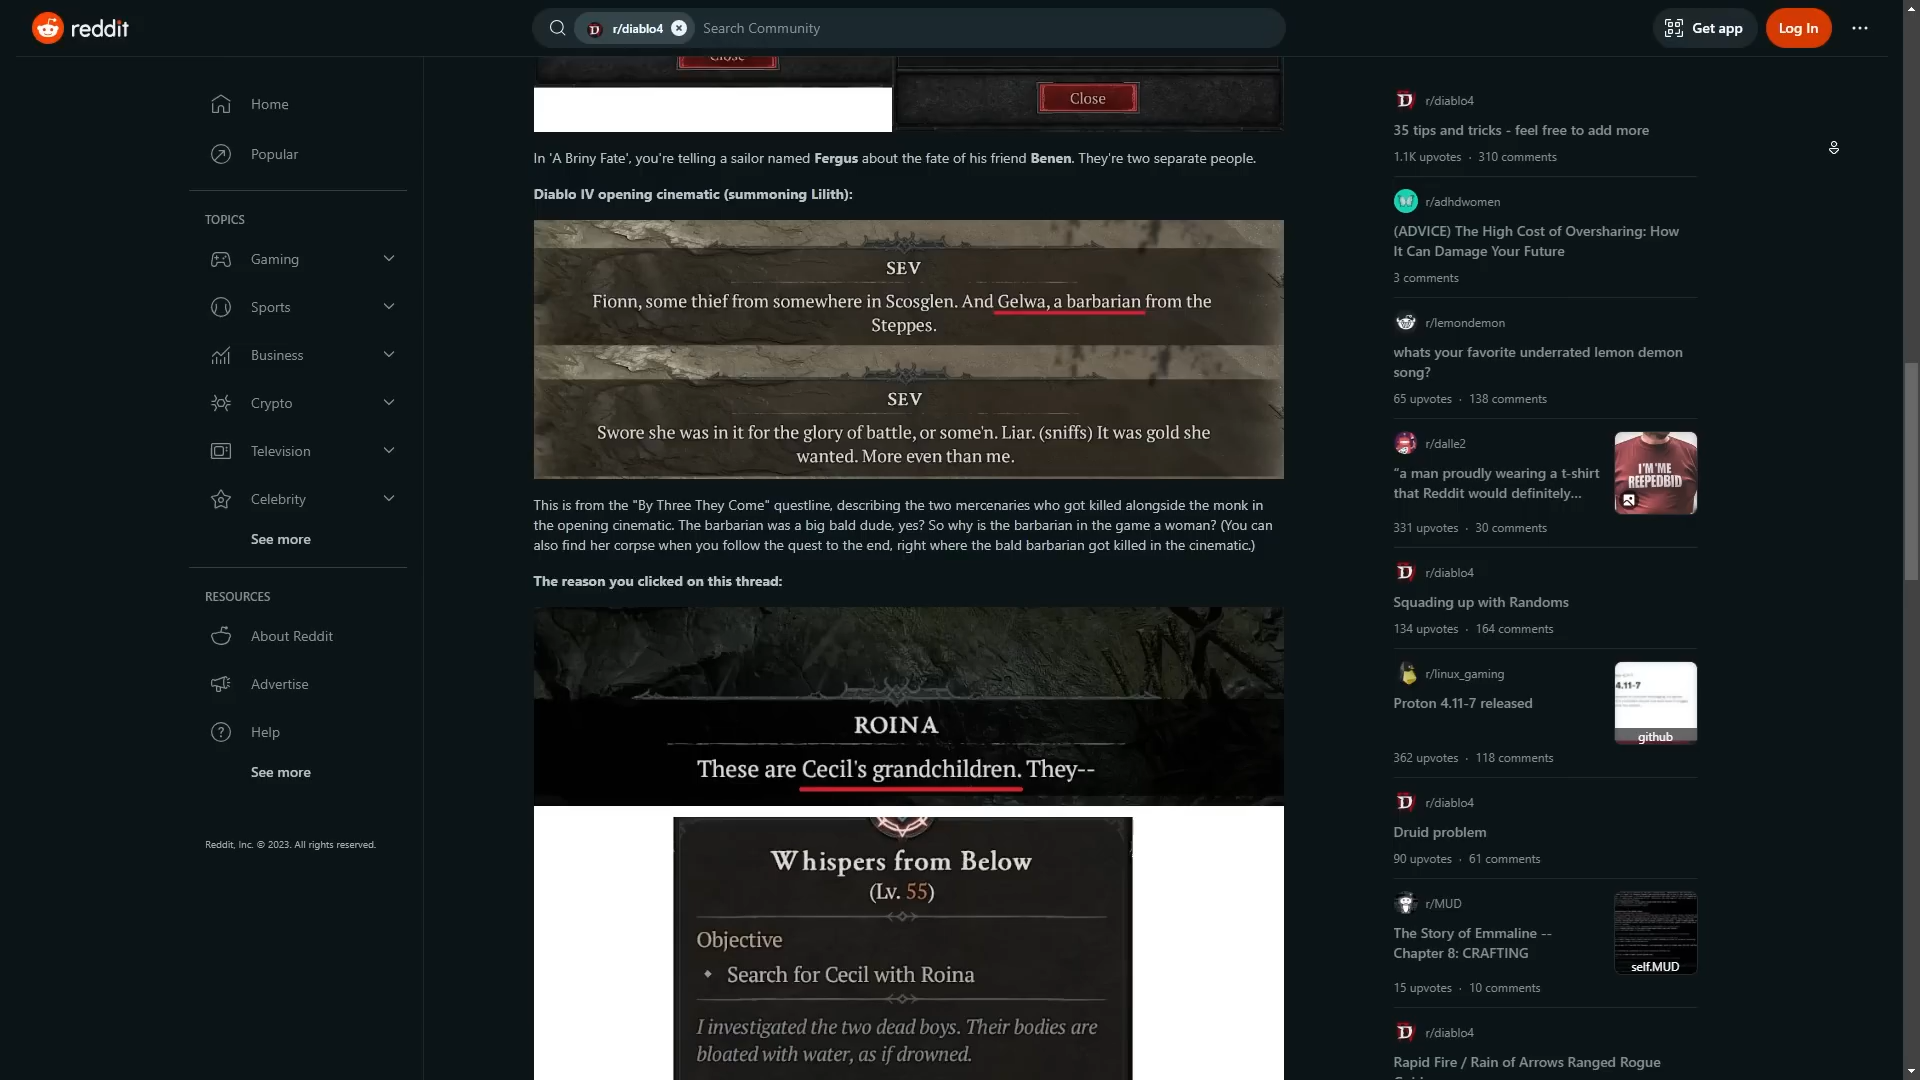 reddit
r/diablo4
Search Community
Get app
Log In
Home
Popular
TOPICS
Gaming
Sports
Business
Crypto
Television
Celebrity
See more
RESOURCES
About Reddit
Advertise
Help
See more
Reddit, Inc. © 2023. All rights reserved.
Close
Close
In 'A Briny Fate', you're telling a sailor named Fergus about the fate of his friend Benen. They're two separate people.
Diablo IV opening cinematic (summoning Lilith):
SEV
Fionn, some thief from somewhere in Scosglen. And Gelwa, a barbarian from the
Steppes.
SEV
Swore she was in it for the glory of battle, or some'n. Liar. (sniffs) It was gold she
wanted. More even than me.
This is from the "By Three They Come" questline, describing the two mercenaries who got killed alongside the monk in
the opening cinematic. The barbarian was a big bald dude, yes? So why is the barbarian in the game a woman? (You can
also find her corpse when you follow the quest to the end, right where the bald barbarian got killed in the cinematic.)
The reason you clicked on this thread:
ROINA
These are Cecil's grandchildren. They--
Whispers from Below
(Lv. 55)
Objective
Search for Cecil with Roina
I investigated the two dead boys. Their bodies are
bloated with water, as if drowned.
r/diablo4
35 tips and tricks - feel free to add more
1.1K upvotes · 310 comments
r/adhdwomen
(ADVICE) The High Cost of Oversharing: How
It Can Damage Your Future
3 comments
r/lemondemon
whats your favorite underrated lemon demon
song?
65 upvotes · 138 comments
r/dalle2
“a man proudly wearing a t-shirt
that Reddit would definitely...
I'M'ME
REEPEDBID
331 upvotes · 30 comments
r/diablo4
Squading up with Randoms
134 upvotes · 164 comments
r/linux_gaming
Proton 4.11-7 released
4.11-7
github
362 upvotes · 118 comments
r/diablo4
Druid problem
90 upvotes · 61 comments
r/MUD
The Story of Emmaline --
Chapter 8: CRAFTING
self.MUD
15 upvotes · 10 comments
r/diablo4
Rapid Fire / Rain of Arrows Ranged Rogue